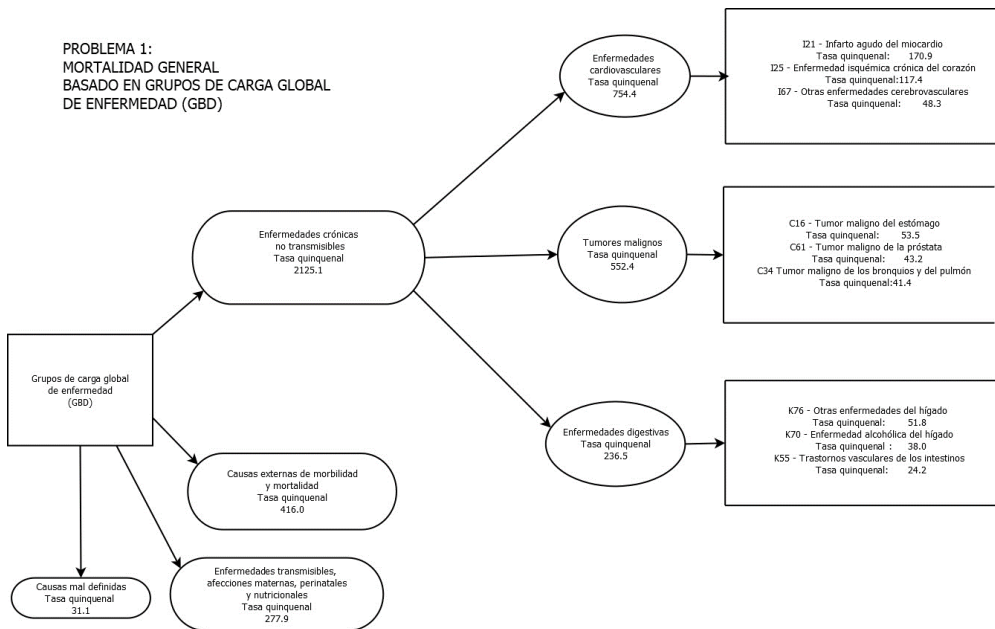 PROBLEMA 1:
MORTALIDAD GENERAL
BASADO EN GRUPOS DE CARGA GLOBAL
DE ENFERMEDAD (GBD)
Grupos de carga global
de enfermedad
(GBD)
Enfermedades crónicas
no transmisibles
Tasa quinquenal
2125.1
Causas externas de morbilidad
y mortalidad
Tasa quinquenal
416.0
Enfermedades transmisibles,
afecciones maternas, perinatales
y nutricionales
Tasa quinquenal
277.9
Causas mal definidas
Tasa quinquenal
31.1
Enfermedades
cardiovasculares
Tasa quinquenal
754.4
I21 - Infarto agudo del miocardio
Tasa quinquenal: 170.9
I25 - Enfermedad isquémica crónica del corazón
Tasa quinquenal:117.4
I67 - Otras enfermedades cerebrovasculares
Tasa quinquenal: 48.3
Tumores malignos
Tasa quinquenal
552.4
C16 - Tumor maligno del estómago
Tasa quinquenal: 53.5
C61 - Tumor maligno de la próstata
Tasa quinquenal: 43.2
C34 Tumor maligno de los bronquios y del pulmón
Tasa quinquenal:41.4
Enfermedades digestivas
Tasa quinquenal
236.5
K76 - Otras enfermedades del hígado
Tasa quinquenal: 51.8
K70 - Enfermedad alcohólica del hígado
Tasa quinquenal : 38.0
K55 - Trastornos vasculares de los intestinos
Tasa quinquenal: 24.2